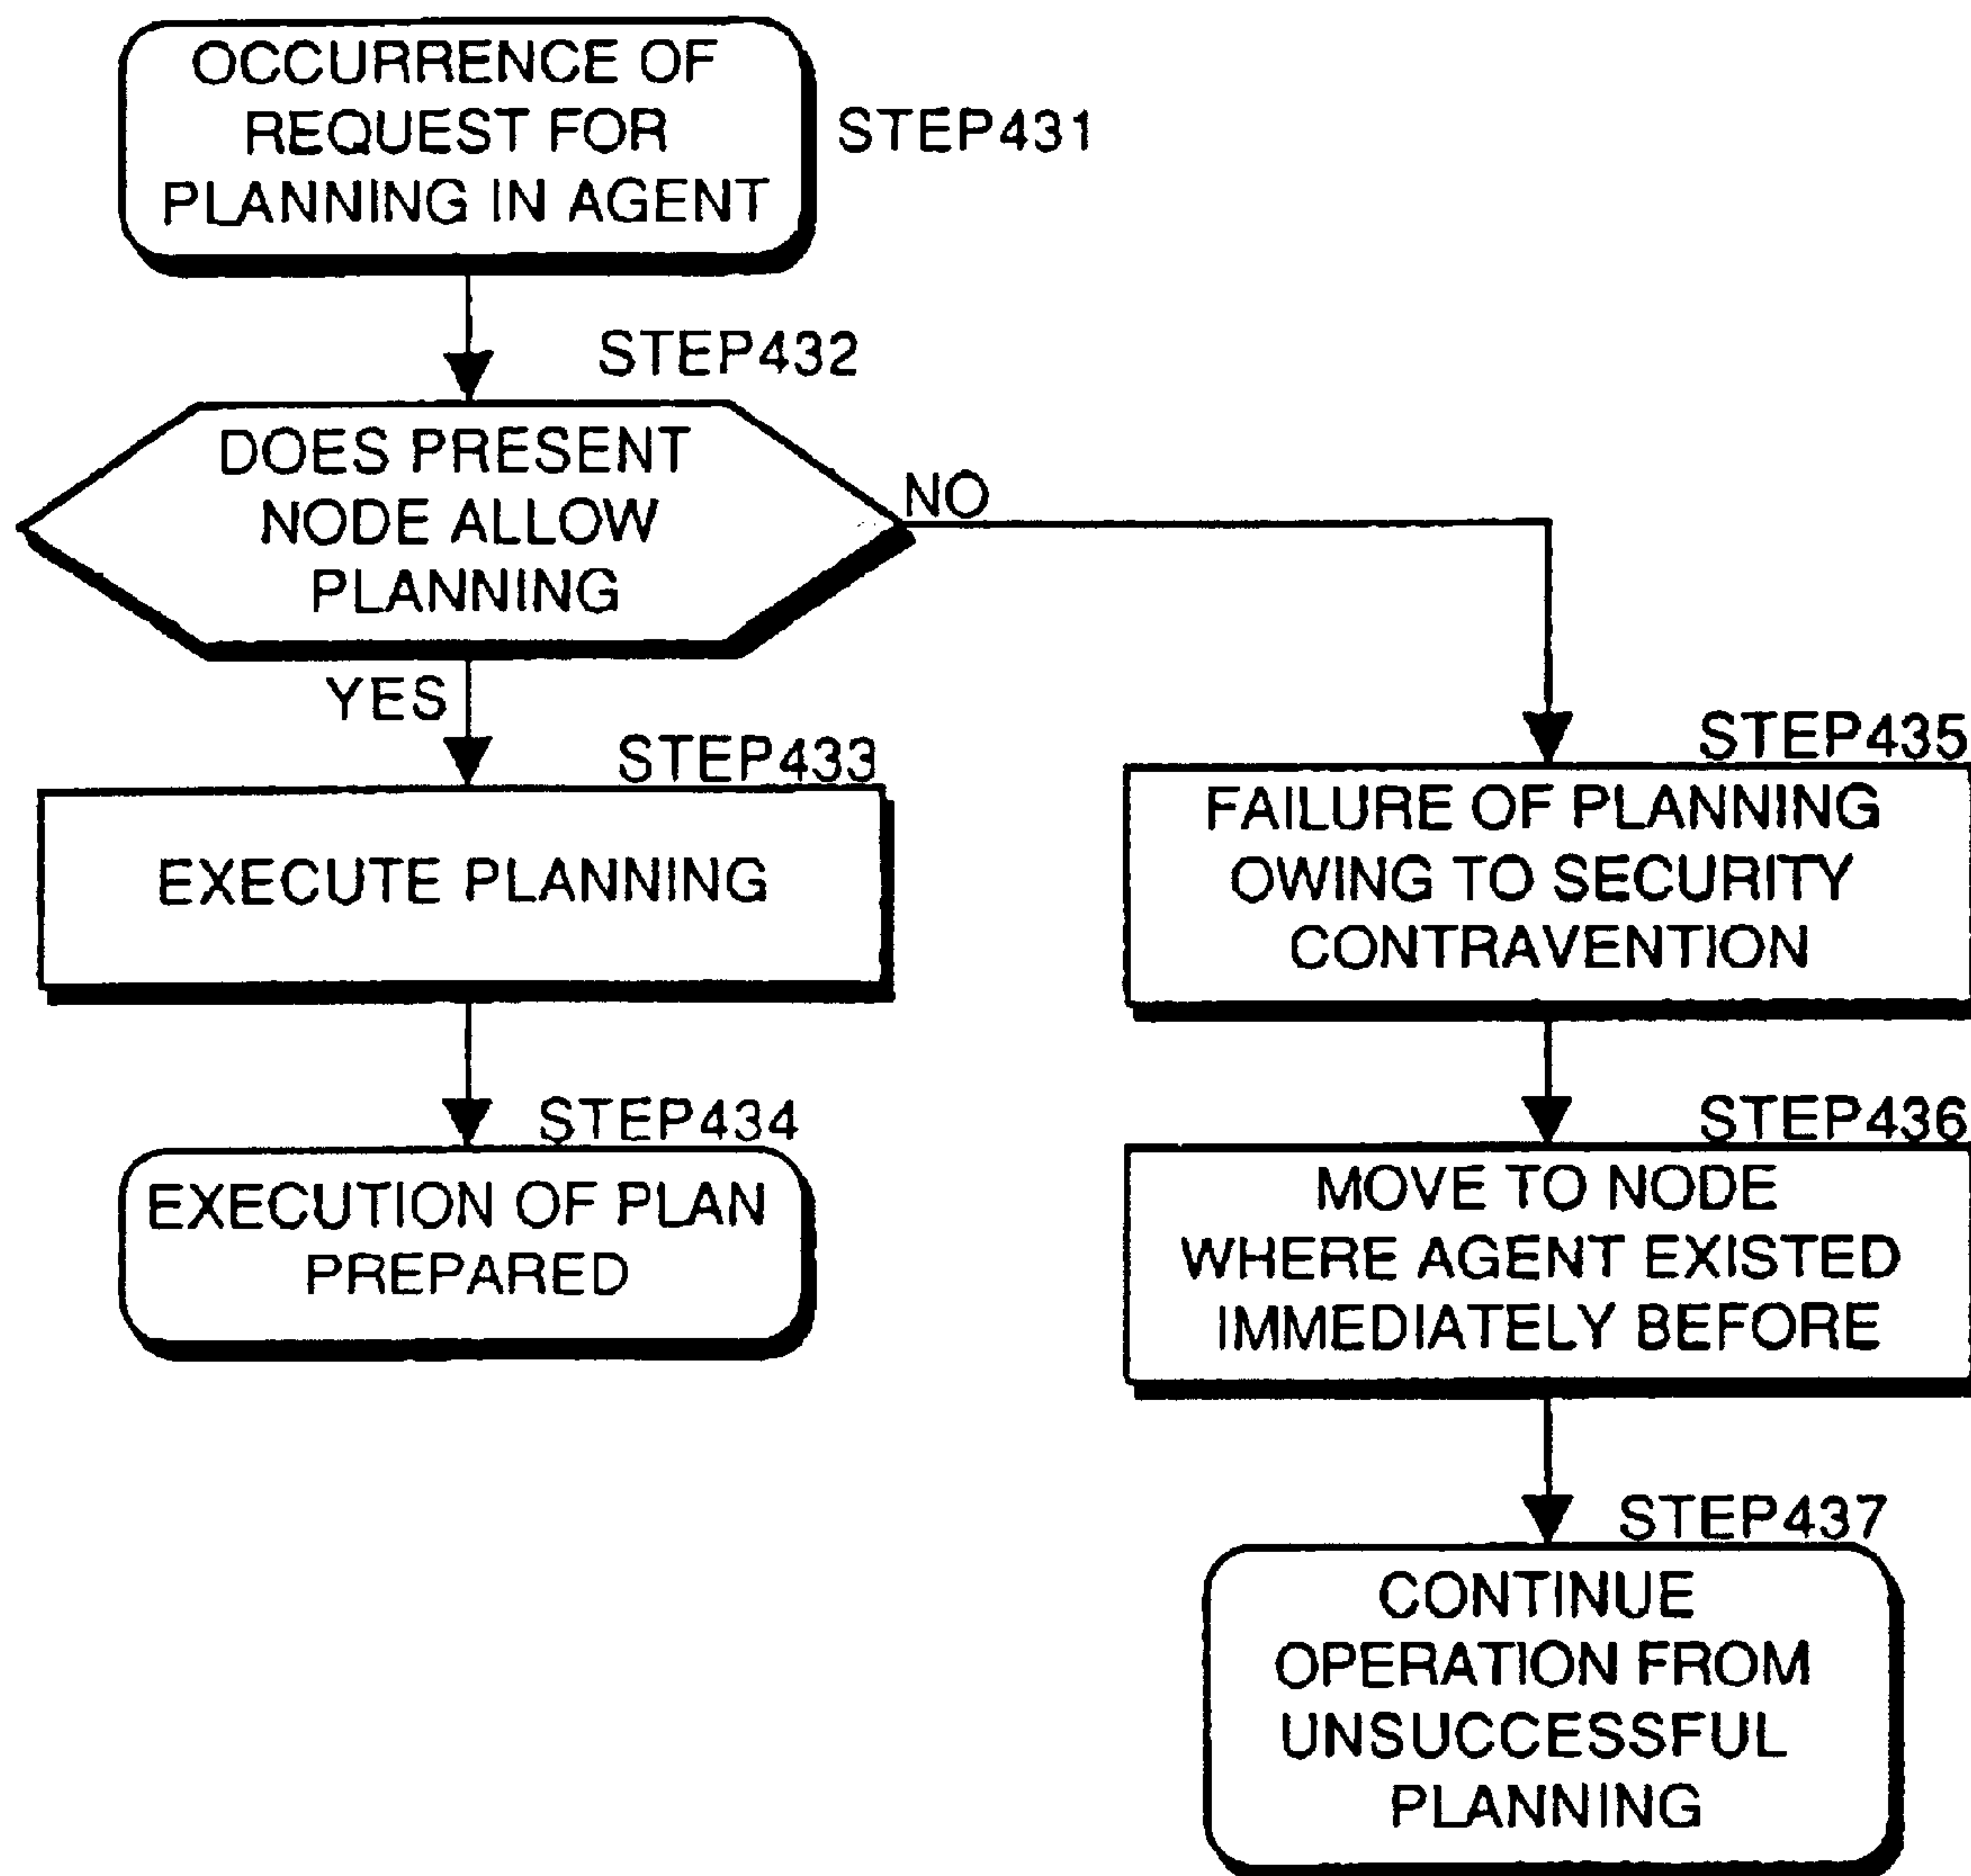 OCCURRENCE OF
REQUEST FOR
PLANNING IN AGENT
STEP431
STEP432
DOES PRESENT
NODE ALLOW
PLANNING
NO
YES
STEP433
EXECUTE PLANNING
STEP434
EXECUTION OF PLAN
PREPARED
STEP435
FAILURE OF PLANNING
OWING TO SECURITY
CONTRAVENTION
STEP436
MOVE TO NODE
WHERE AGENT EXISTED
IMMEDIATELY BEFORE
STEP437
CONTINUE
OPERATION FROM
UNSUCCESSFUL
PLANNING